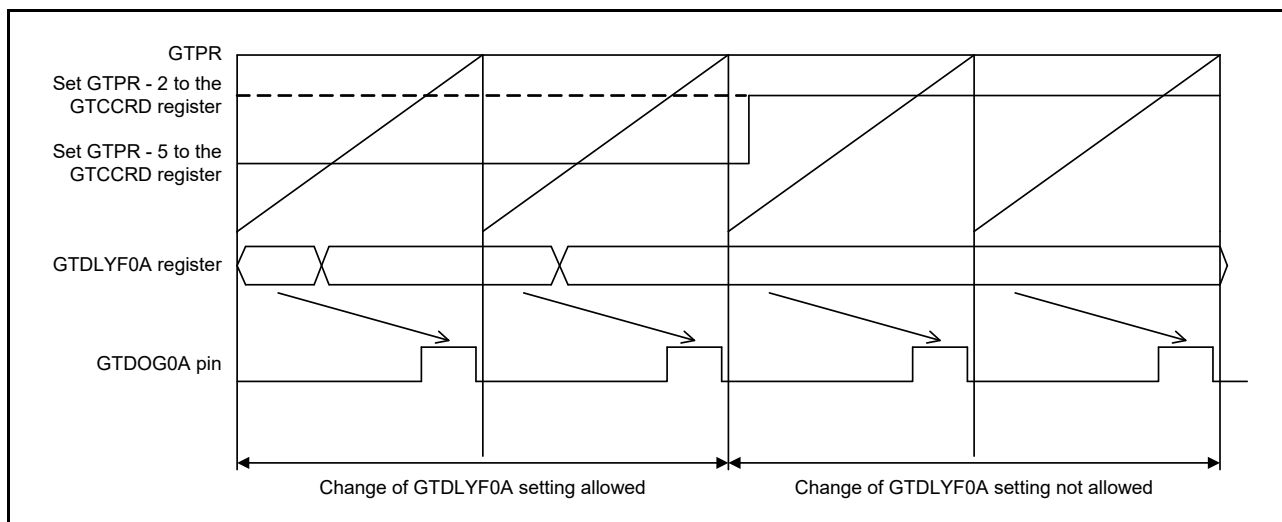 GTPR
Set GTPR - 2 to the
GTCCRD register
Set GTPR - 5 to the
GTCCRD register
GTDLYF0A register
GTDOG0A pin
Change of GTDLYF0A setting allowed
Change of GTDLYF0A setting not allowed